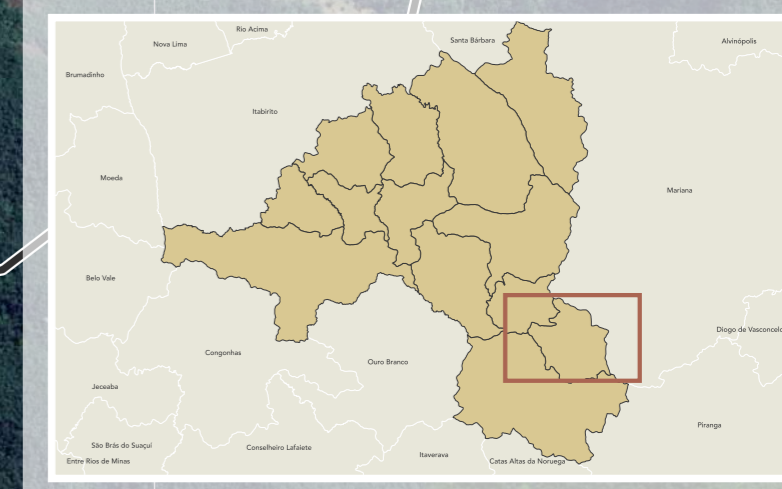 Rio Acima
Nova Lima
Santa Bárbara
Alvinópolis
Brumadinho
Itabirito
Moeda
Mariana
Belo Vale
Diogo de Vasconcelo
Congonhas
Ouro Branco
Jeceaba
Piranga
São Brás do Suaçuí
Conselheiro Lafaiete
Itaverava
Entre Rios de Minas
Catas Altas da Noruega